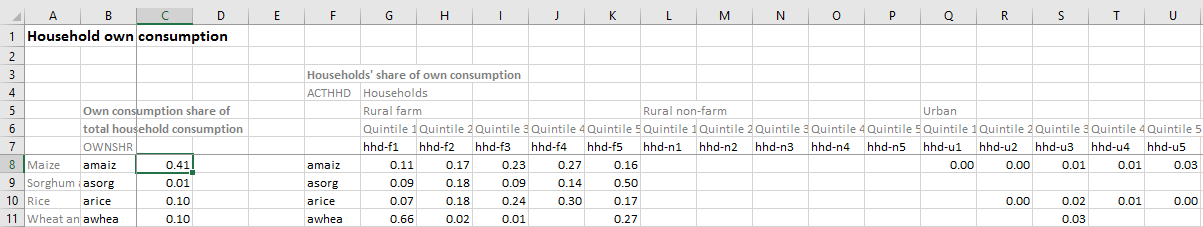 A B C D E F G H I J K L M N O P Q R S T U
1 Household own consumption
2
3 Households' share of own consumption
4 ACTHHD Households
5 Own consumption share of Rural farm Rural non-farm Urban
6 total household consumption Quintile 1 Quintile 2 Quintile 3 Quintile 4 Quintile 5 Quintile 1 Quintile 2 Quintile 3 Quintile 4 Quintile 5 Quintile 1 Quintile 2 Quintile 3 Quintile 4 Quintile 5
7 OWNSHR hhd-f1 hhd-f2 hhd-f3 hhd-f4 hhd-f5 hhd-n1 hhd-n2 hhd-n3 hhd-n4 hhd-n5 hhd-u1 hhd-u2 hhd-u3 hhd-u4 hhd-u5
8 Maize amaiz 0.41 amaiz 0.11 0.17 0.23 0.27 0.16 0.00 0.00 0.01 0.01 0.03
9 Sorghum asorg 0.01 asorg 0.09 0.18 0.09 0.14 0.50
10 Rice arice 0.10 arice 0.07 0.18 0.24 0.30 0.17 0.00 0.02 0.01 0.00
11 Wheat an awhea 0.10 awhea 0.66 0.02 0.01 0.27 0.03